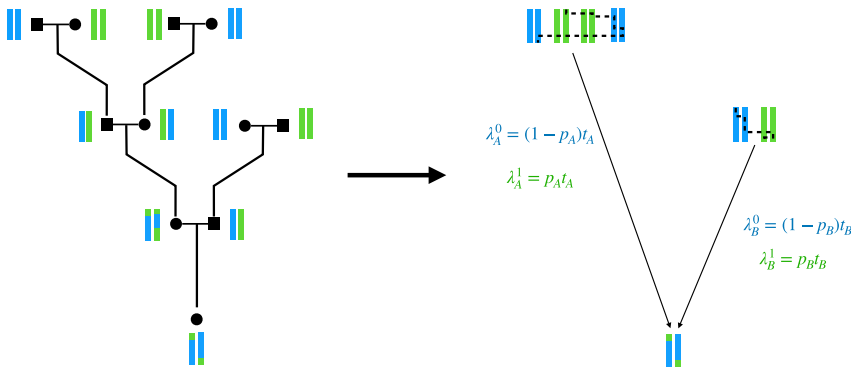 λ_A^0 = (1 − p_A)t_A
λ_A^1 = p_A t_A
λ_B^0 = (1 − p_B)t_B
λ_B^1 = p_B t_B